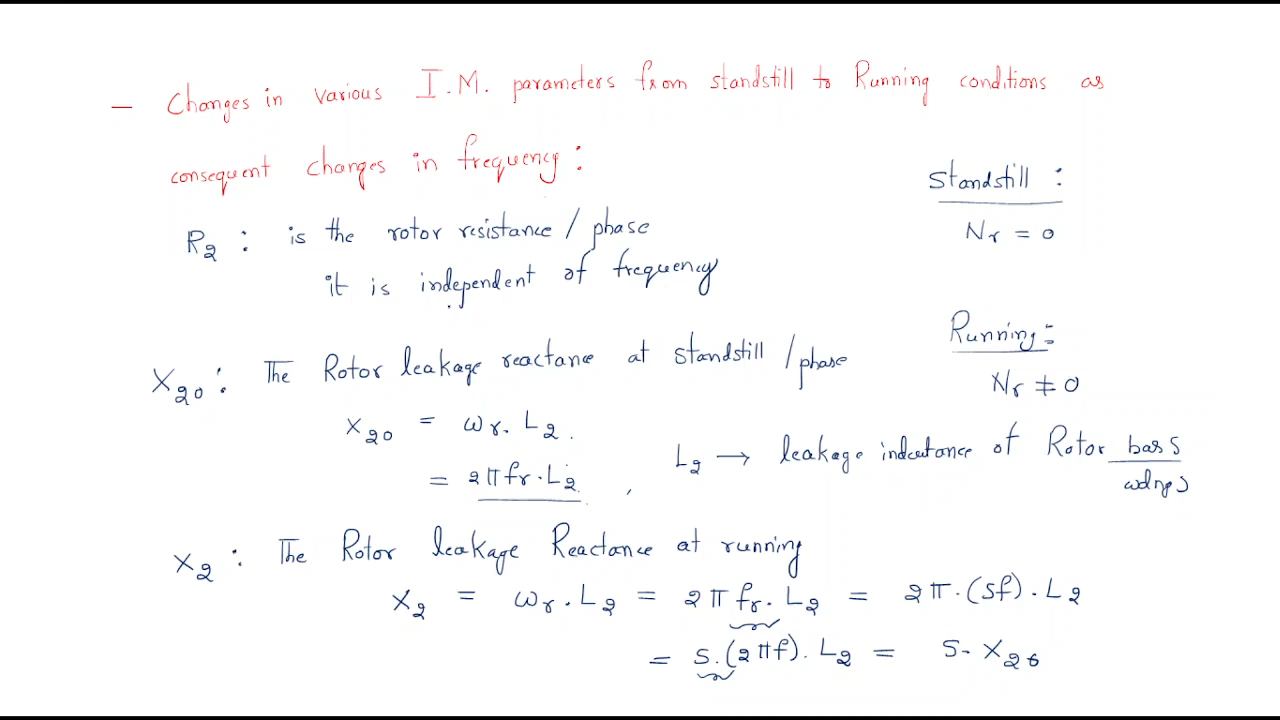 — Changes in various I.M. parameters from standstill to Running conditions as
consequent changes in frequency :
Standstill :
Nr = 0
R2 : is the rotor resistance / phase
it is independent of frequency
Running :
Nr ≠ 0
X20 : The Rotor leakage reactance at standstill / phase
X20 = ωr. L2 .
= 2πfr . L2 ,
L2 → leakage inductance of Rotor bars
wdngs
X2 : The Rotor leakage Reactance at running
X2 = ωr . L2 = 2π fr . L2 = 2π . (sf) . L2
= s . (2πf) . L2 = s - X20